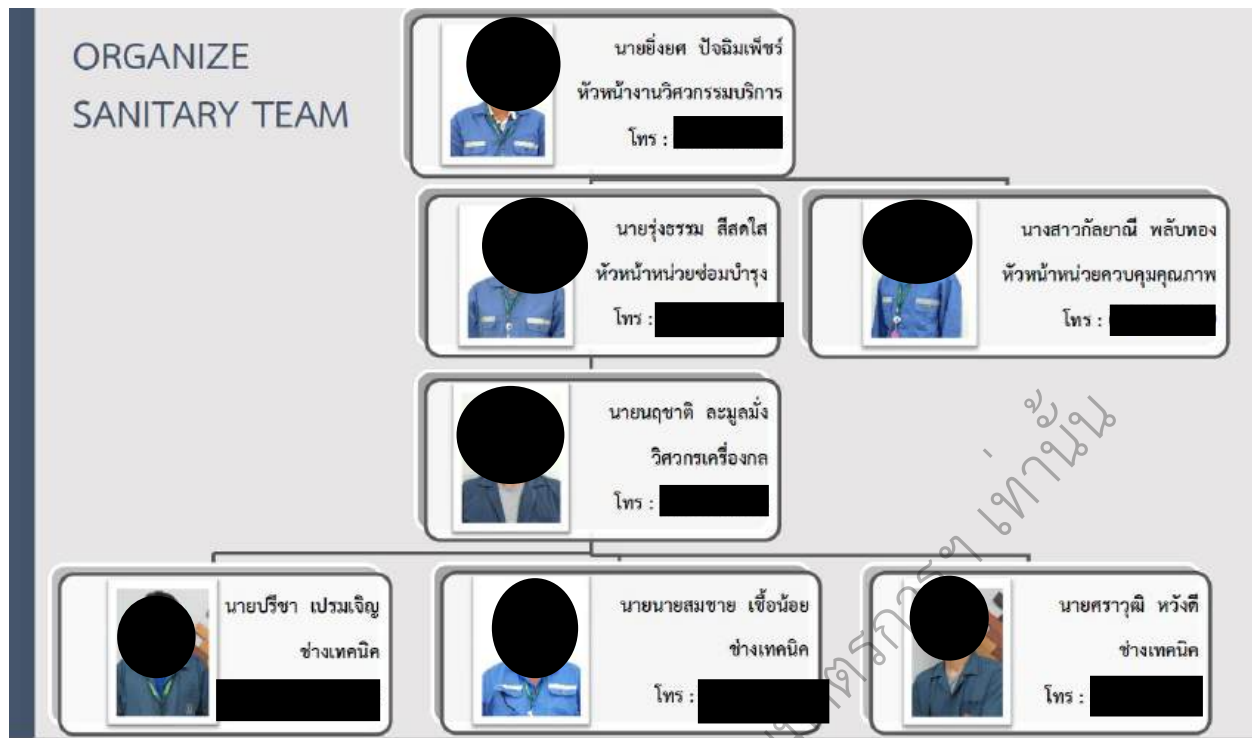 ORGANIZE
SANITARY TEAM
นายยิ่งยศ ปัจฉิมเพ็ชร์
หัวหน้างานวิศวกรรมบริการ
โทร :
นายรุ่งธรรม สีสดใส
หัวหน้าหน่วยซ่อมบำรุง
โทร :
นางสาวกัลยาณี พลับทอง
หัวหน้าหน่วยควบคุมคุณภาพ
โทร :
นายนฤชาติ ละมูลมั่ง
วิศวกรเครื่องกล
โทร :
นายปรีชา เปรมเจิญ
ช่างเทคนิค
นายนายสมชาย เชื้อน้อย
ช่างเทคนิค
โทร :
นายศราวุฒิ หวังดี
ช่างเทคนิค
โทร :
เท่านั้น